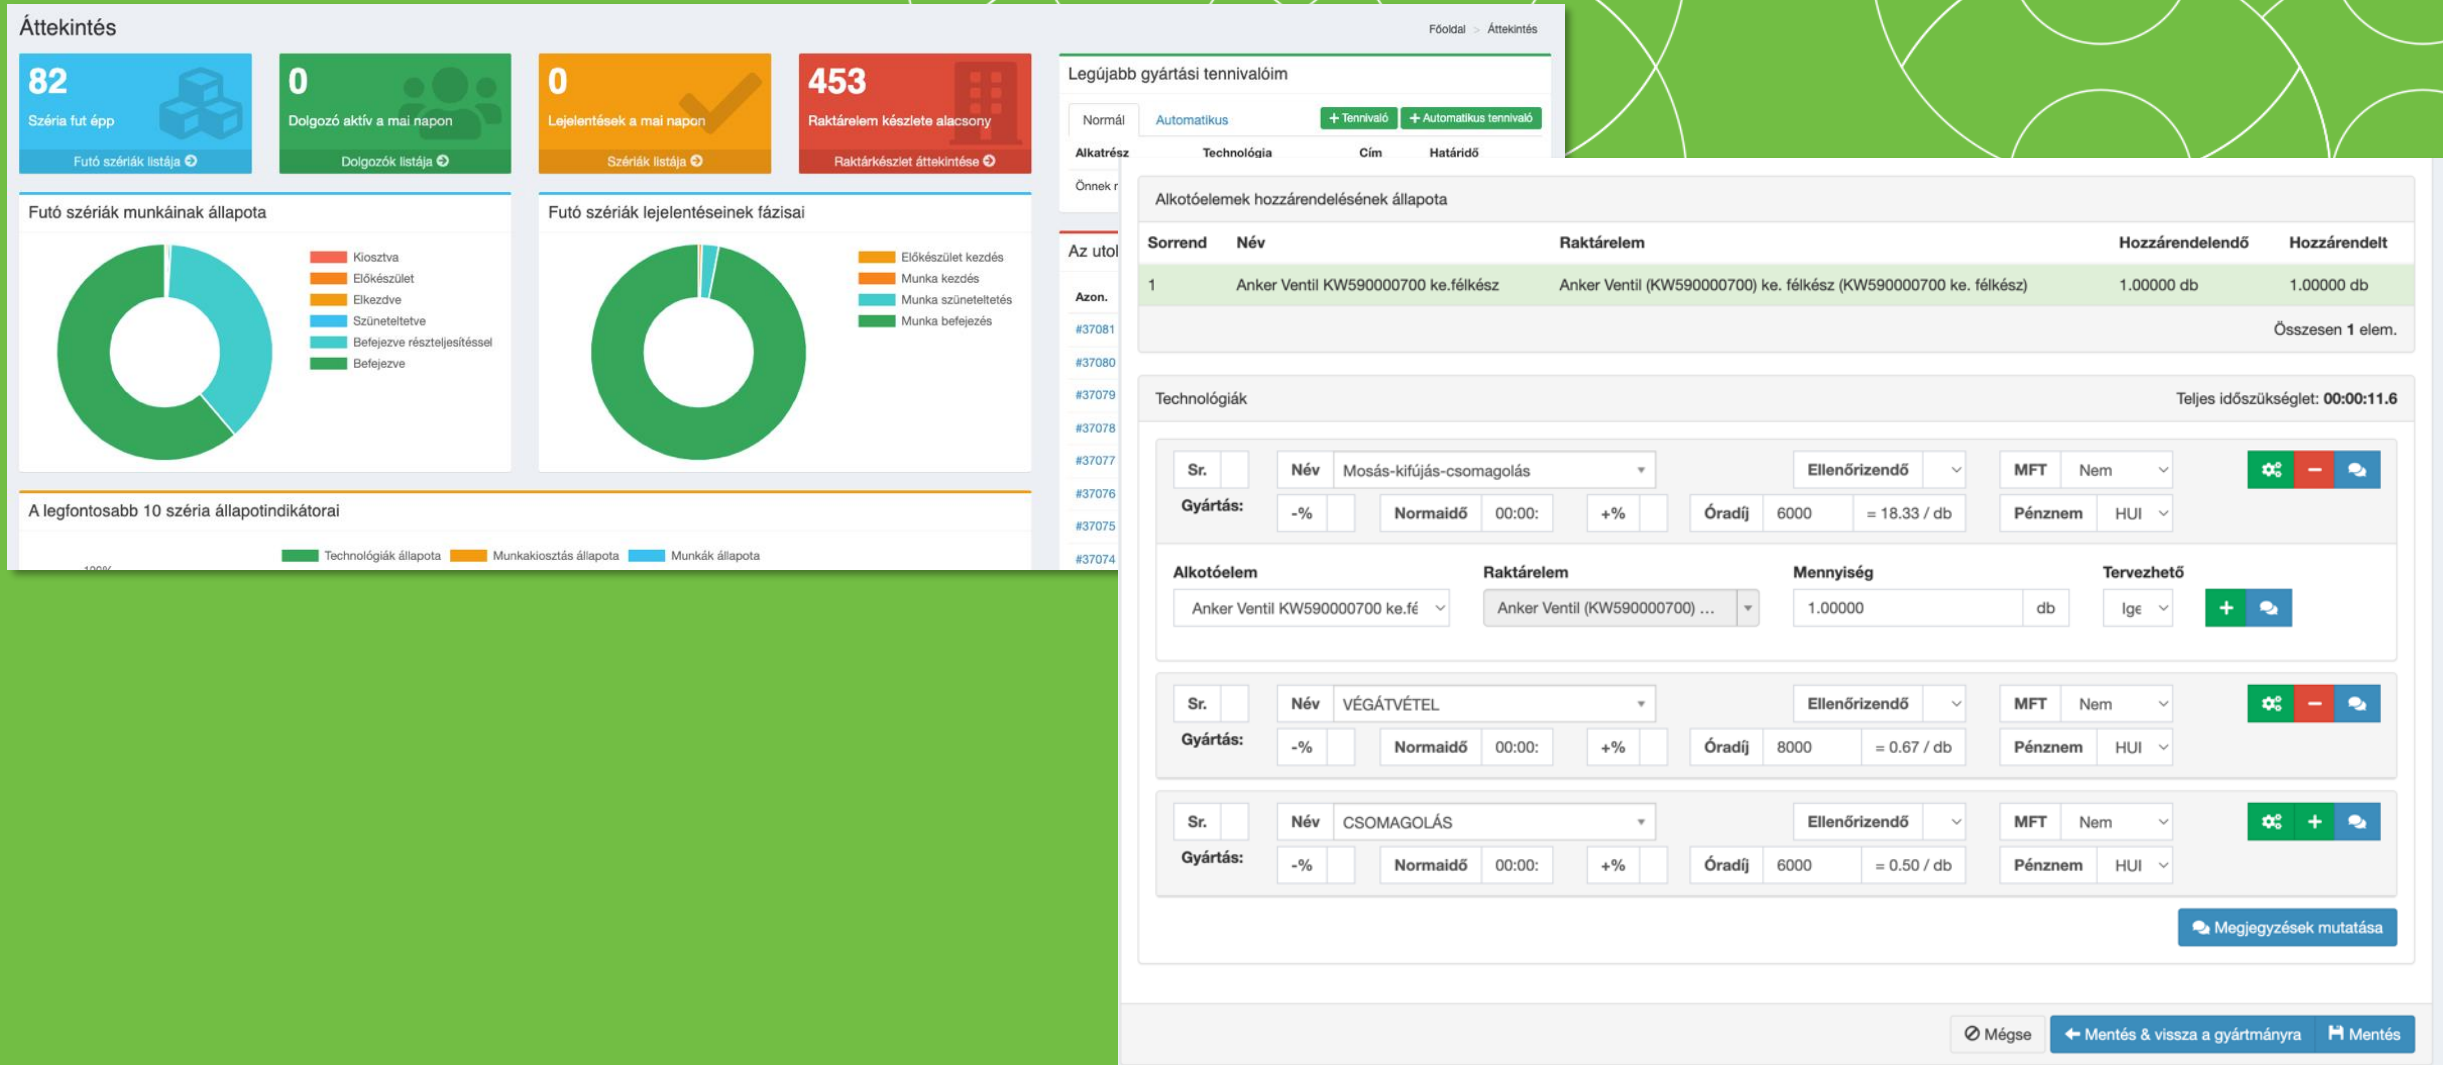 Áttekintés
Főoldal > Áttekintés
82
Széria fut épp
Futó szériák listája
0
Dolgozó aktív a mai napon
Dolgozók listája
0
Lejelentések a mai napon
Szériák listája
453
Raktárelem készlete alacsony
Raktárkészlet áttekintése
Legújabb gyártási tennivalóim
Normál Automatikus + Tennivaló + Automatikus tennivaló
Alkatrész Technológia Cím Határidő
Önnek
Futó szériák munkáinak állapota
Kiosztva
Előkészület
Elkezdve
Szüneteltetve
Befejezve részteljesítéssel
Befejezve
Futó szériák lejelentéseinek fázisai
Előkészület kezdés
Munka kezdés
Munka szüneteltetés
Munka befejezés
Az utol
Azon.
#37081
#37080
#37079
#37078
#37077
#37076
#37075
#37074
A legfontosabb 10 széria állapotindikátorai
Technológiák állapota Munkakiosztás állapota Munkák állapota
Alkotóelemek hozzárendelésének állapota
Sorrend Név Raktárelem Hozzárendelendő Hozzárendelt
1 Anker Ventil KW590000700 ke.félkész Anker Ventil (KW590000700) ke. félkész (KW590000700 ke. félkész) 1.00000 db 1.00000 db
Összesen 1 elem.
Technológiák Teljes időszükséglet: 00:00:11.6
Sr. Név Mosás-kifújás-csomagolás Ellenőrizendő MFT Nem
Gyártás: -% Normaidő 00:00: +% Óradíj 6000 = 18.33 / db Pénznem HUI
Alkotóelem Raktárelem Mennyiség Tervezhető
Anker Ventil KW590000700 ke.fé Anker Ventil (KW590000700) ... 1.00000 db Ige
Sr. Név VÉGÁTVÉTEL Ellenőrizendő MFT Nem
Gyártás: -% Normaidő 00:00: +% Óradíj 8000 = 0.67 / db Pénznem HUI
Sr. Név CSOMAGOLÁS Ellenőrizendő MFT Nem
Gyártás: -% Normaidő 00:00: +% Óradíj 6000 = 0.50 / db Pénznem HUI
Megjegyzések mutatása
Mégse Mentés & vissza a gyártmányra Mentés